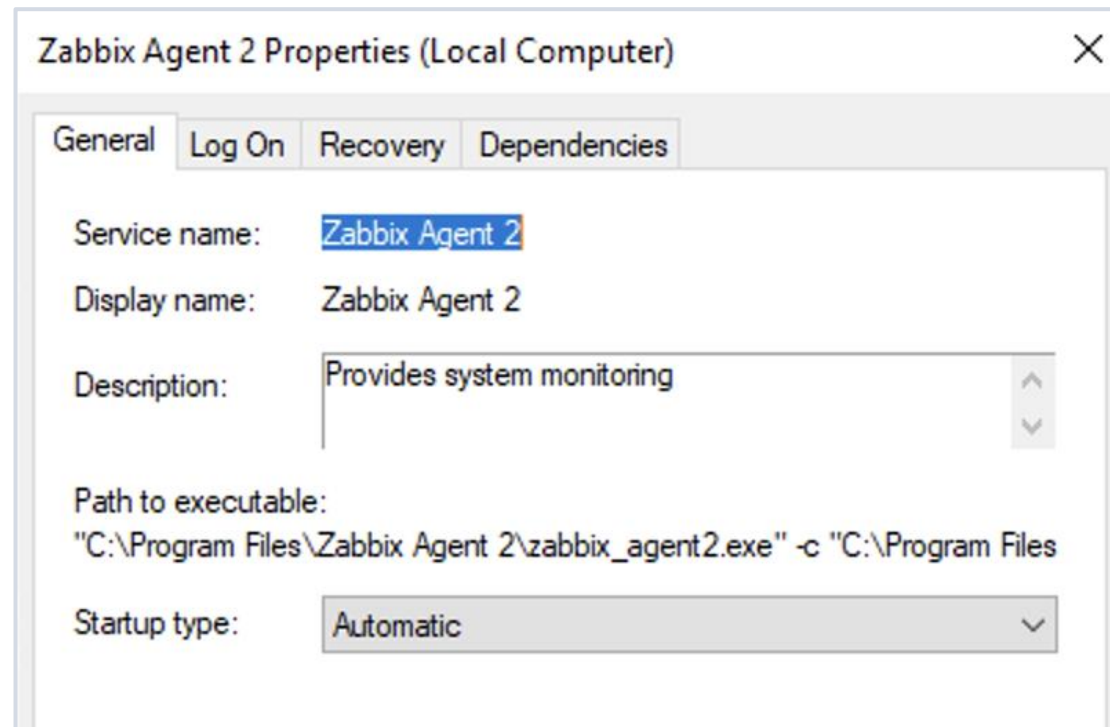 Zabbix Agent 2 Properties (Local Computer)
General Log On Recovery Dependencies
Service name: Zabbix Agent 2
Display name: Zabbix Agent 2
Description: Provides system monitoring
Path to executable:
"C:\Program Files\Zabbix Agent 2\zabbix_agent2.exe" -c "C:\Program Files
Startup type: Automatic